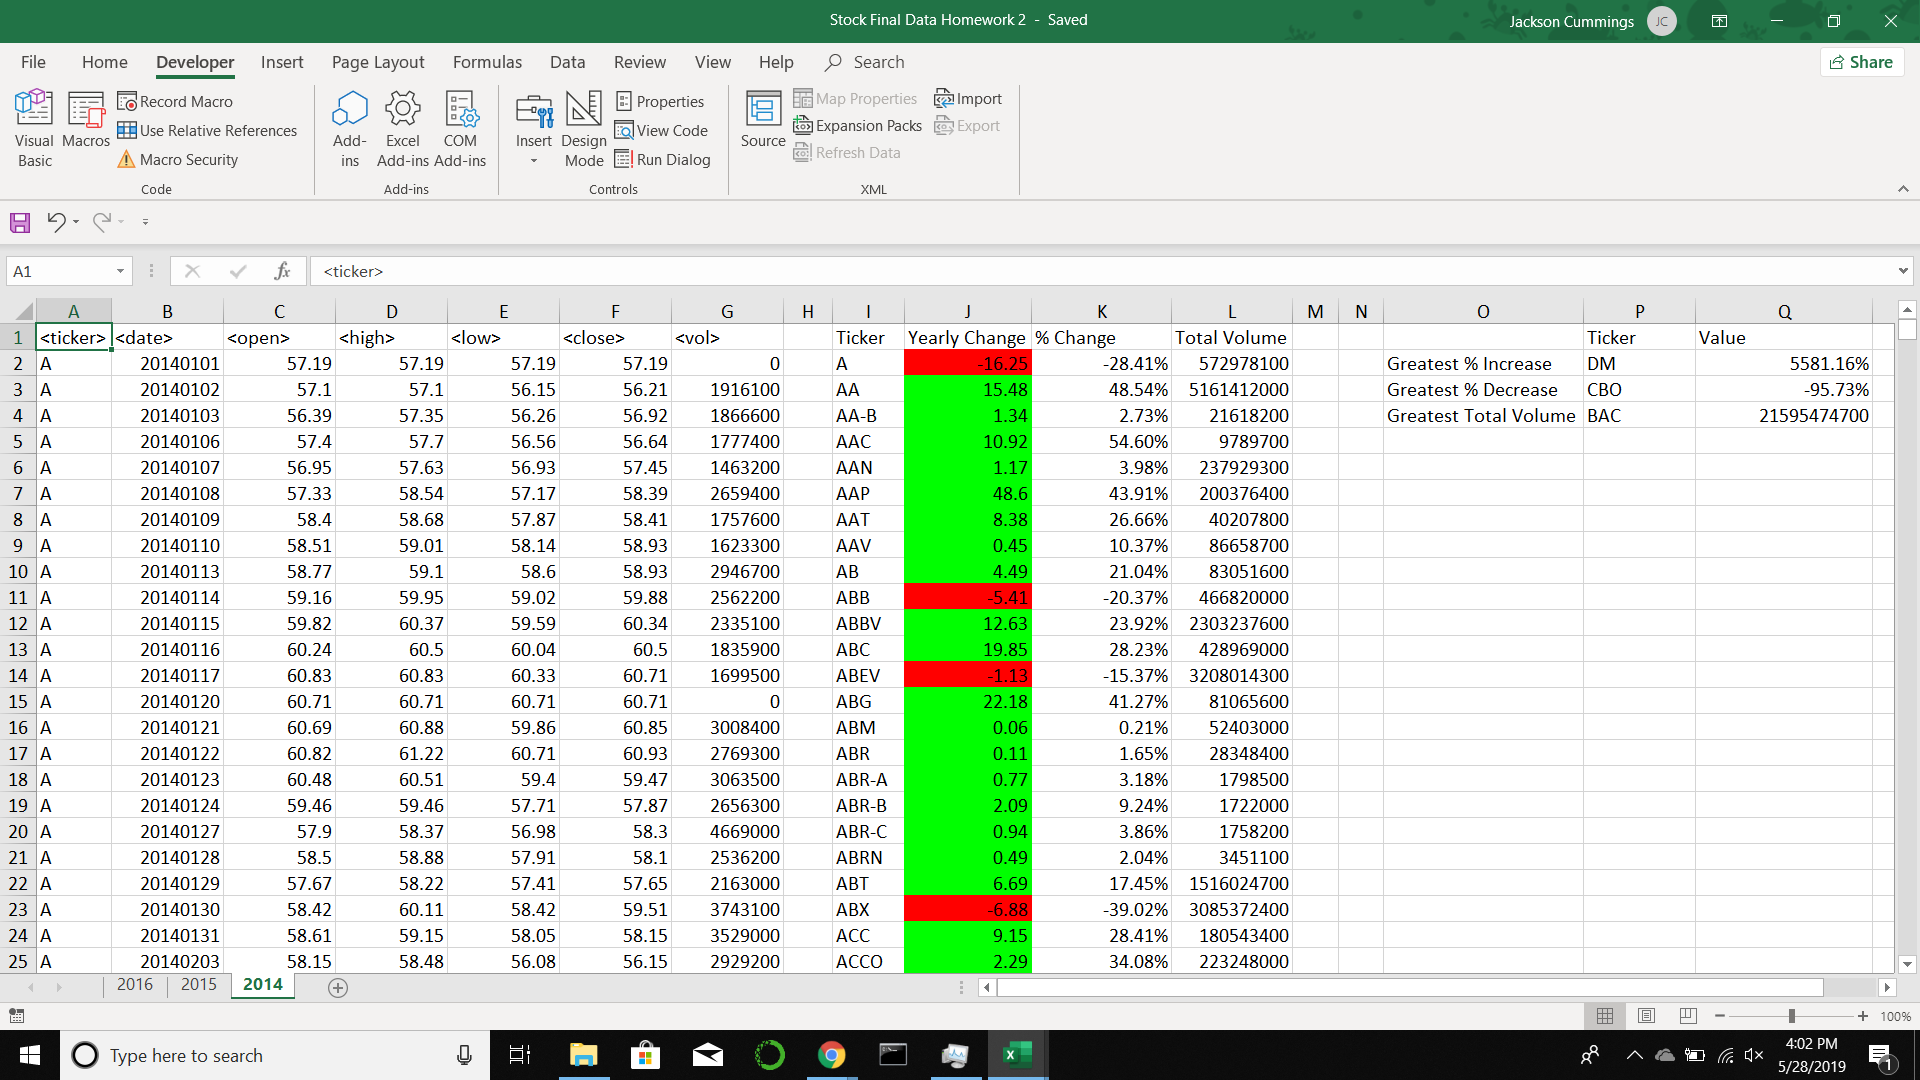 Stock Final Data Homework 2 - Saved
Jackson Cummings JC
File Home Developer Insert Page Layout Formulas Data Review View Help Search Share
Visual Basic
Macros
Record Macro
Use Relative References
Macro Security
Code
Add-ins
Excel Add-ins
COM Add-ins
Add-ins
Insert
Design Mode
Properties
View Code
Run Dialog
Controls
Source
Map Properties
Expansion Packs
Refresh Data
Import
Export
XML
A1 fx <ticker>
A B C D E F G H I J K L M N O P Q
1 <ticker> <date> <open> <high> <low> <close> <vol> Ticker Yearly Change % Change Total Volume Ticker Value
2 A 20140101 57.19 57.19 57.19 57.19 0 A -16.25 -28.41% 572978100 Greatest % Increase DM 5581.16%
3 A 20140102 57.1 57.1 56.15 56.21 1916100 AA 15.48 48.54% 5161412000 Greatest % Decrease CBO -95.73%
4 A 20140103 56.39 57.35 56.26 56.92 1866600 AA-B 1.34 2.73% 21618200 Greatest Total Volume BAC 21595474700
5 A 20140106 57.4 57.7 56.56 56.64 1777400 AAC 10.92 54.60% 9789700
6 A 20140107 56.95 57.63 56.93 57.45 1463200 AAN 1.17 3.98% 237929300
7 A 20140108 57.33 58.54 57.17 58.39 2659400 AAP 48.6 43.91% 200376400
8 A 20140109 58.4 58.68 57.87 58.41 1757600 AAT 8.38 26.66% 40207800
9 A 20140110 58.51 59.01 58.14 58.93 1623300 AAV 0.45 10.37% 86658700
10 A 20140113 58.77 59.1 58.6 58.93 2946700 AB 4.49 21.04% 83051600
11 A 20140114 59.16 59.95 59.02 59.88 2562200 ABB -5.41 -20.37% 466820000
12 A 20140115 59.82 60.37 59.59 60.34 2335100 ABBV 12.63 23.92% 2303237600
13 A 20140116 60.24 60.5 60.04 60.5 1835900 ABC 19.85 28.23% 428969000
14 A 20140117 60.83 60.83 60.33 60.71 1699500 ABEV -1.13 -15.37% 3208014300
15 A 20140120 60.71 60.71 60.71 60.71 0 ABG 22.18 41.27% 81065600
16 A 20140121 60.69 60.88 59.86 60.85 3008400 ABM 0.06 0.21% 52403000
17 A 20140122 60.82 61.22 60.71 60.93 2769300 ABR 0.11 1.65% 28348400
18 A 20140123 60.48 60.51 59.4 59.47 3063500 ABR-A 0.77 3.18% 1798500
19 A 20140124 59.46 59.46 57.71 57.87 2656300 ABR-B 2.09 9.24% 1722000
20 A 20140127 57.9 58.37 56.98 58.3 4669000 ABR-C 0.94 3.86% 1758200
21 A 20140128 58.5 58.88 57.91 58.1 2536200 ABRN 0.49 2.04% 3451100
22 A 20140129 57.67 58.22 57.41 57.65 2163000 ABT 6.69 17.45% 1516024700
23 A 20140130 58.42 60.11 58.42 59.51 3743100 ABX -6.88 -39.02% 3085372400
24 A 20140131 58.61 59.15 58.05 58.15 3529000 ACC 9.15 28.41% 180543400
25 A 20140203 58.15 58.48 56.08 56.15 2929200 ACCO 2.29 34.08% 223248000
2016 2015 2014
100%
Type here to search
4:02 PM
5/28/2019
1